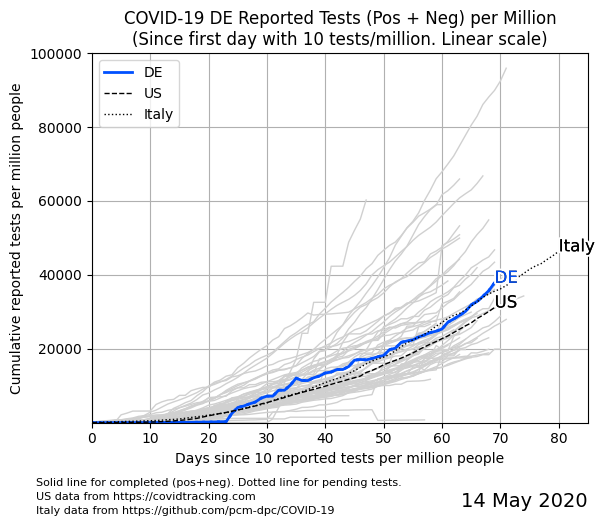 COVID-19 DE Reported Tests (Pos + Neg) per Million
(Since first day with 10 tests/million. Linear scale)
Cumulative reported tests per million people
100000
80000
60000
40000
20000
DE
US
Italy
Italy
DE
US
0 10 20 30 40 50 60 70 80
Days since 10 reported tests per million people
Solid line for completed (pos+neg). Dotted line for pending tests.
US data from https://covidtracking.com
Italy data from https://github.com/pcm-dpc/COVID-19
14 May 2020